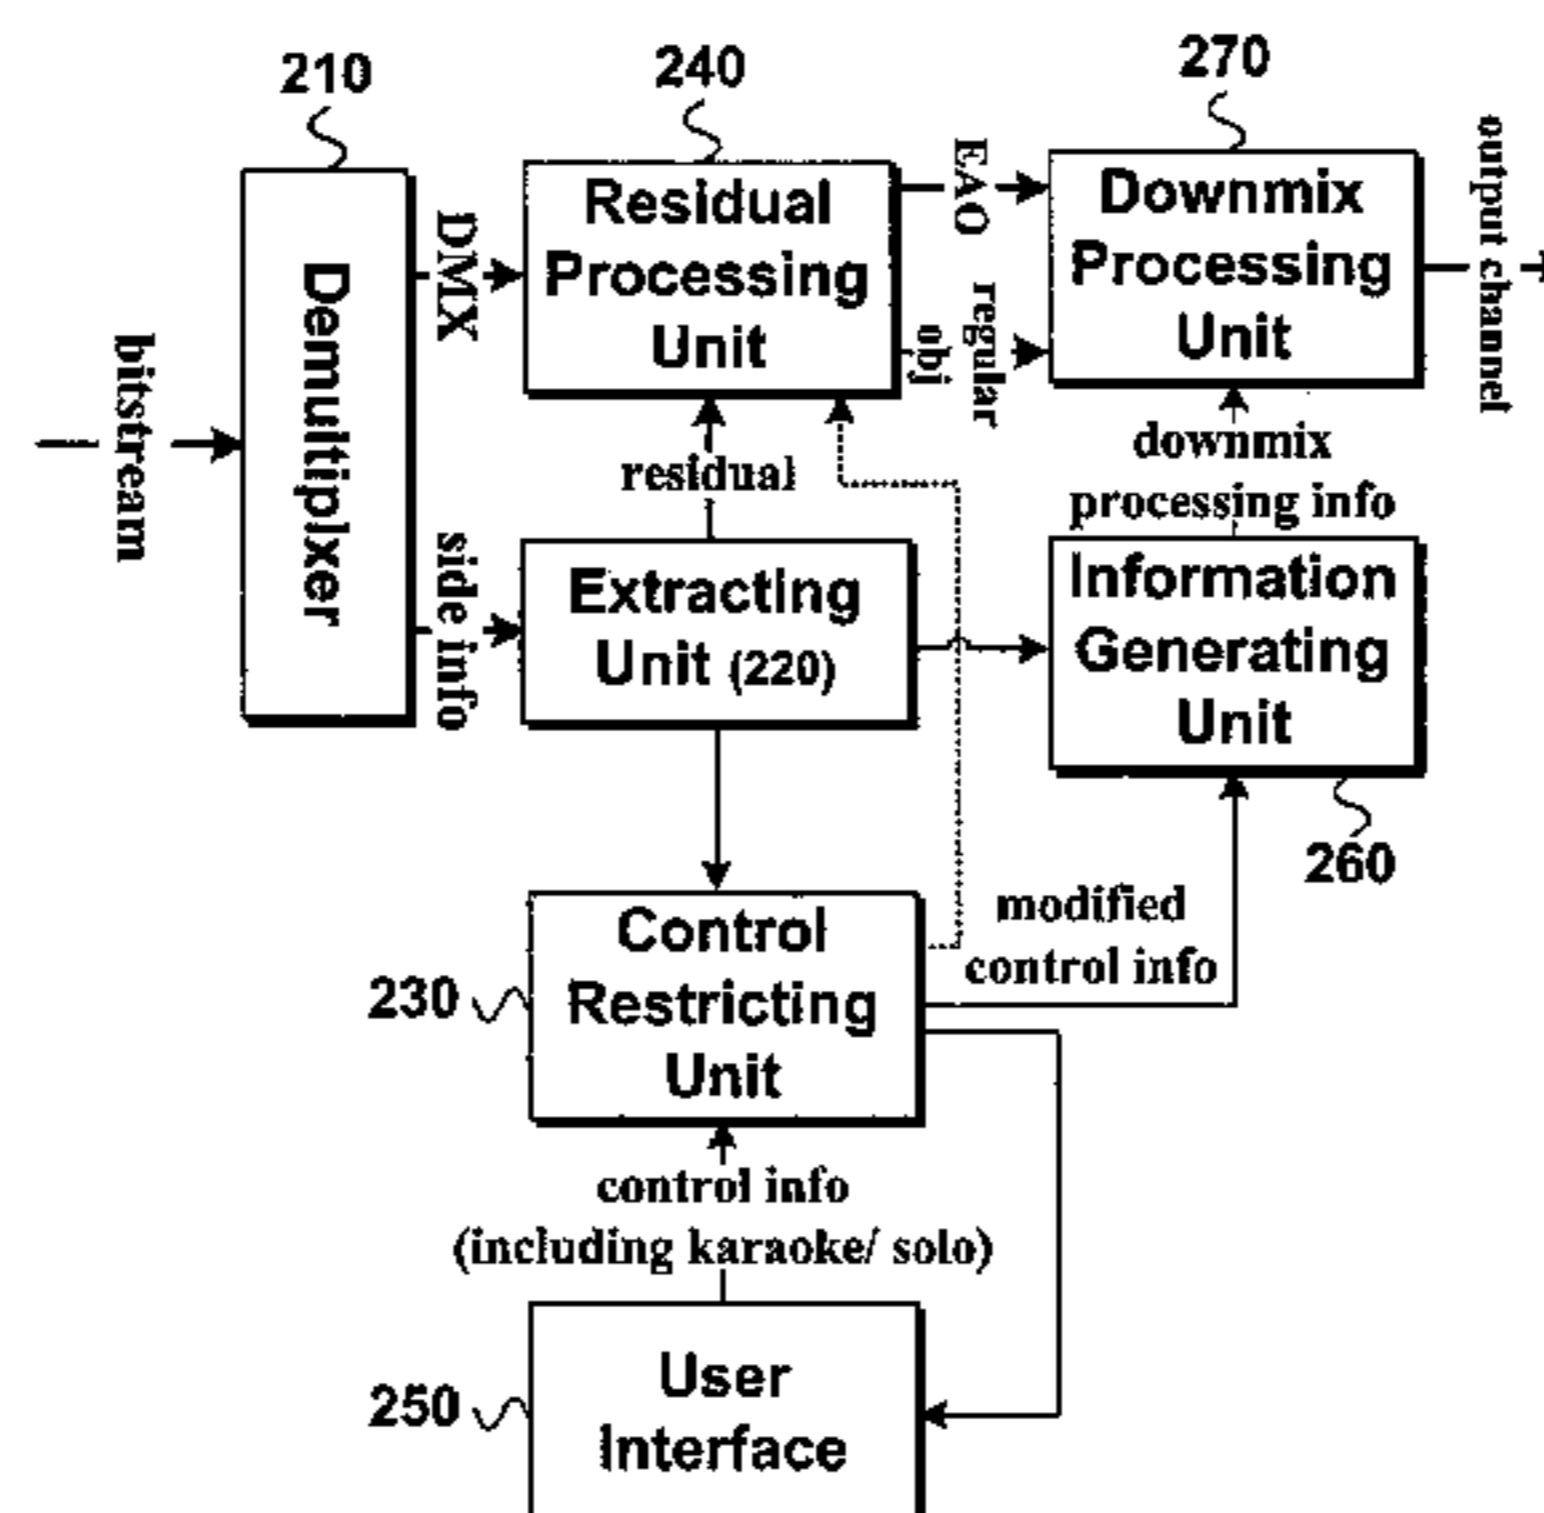 210
240
270
bitstream
Demultipixer
DMX
side info
Residual
Processing
Unit
EAO
regular
obj
Downmix
Processing
Unit
output channel
residual
downmix
processing info
Extracting
Unit (220)
Information
Generating
Unit
260
230
Control
Restricting
Unit
modified
control info
control info
(including karaoke/ solo)
250
User
Interface